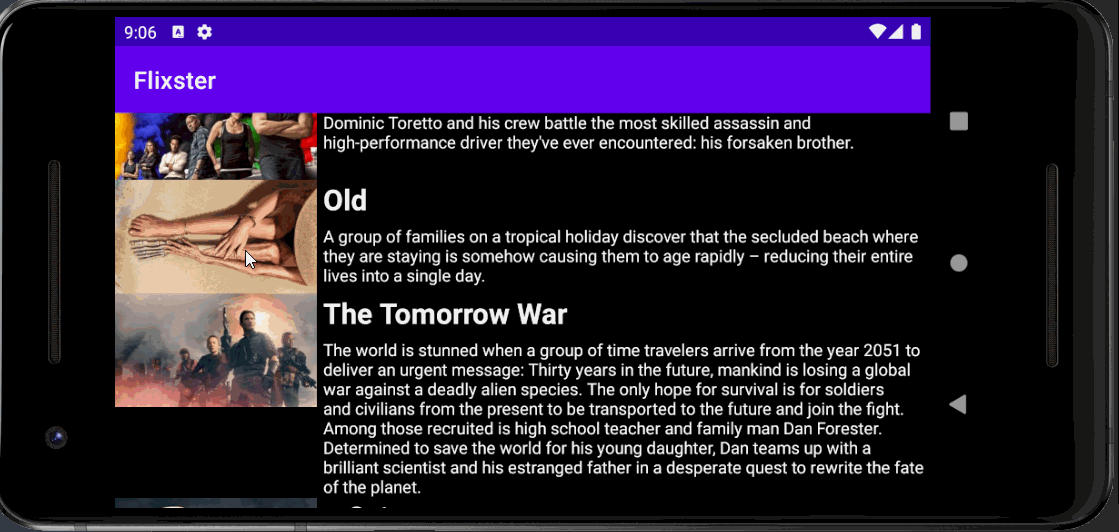 9:06
Flixster
Dominic Toretto and his crew battle the most skilled assassin and
high-performance driver they've ever encountered: his forsaken brother.
Old
A group of families on a tropical holiday discover that the secluded beach where
they are staying is somehow causing them to age rapidly – reducing their entire
lives into a single day.
The Tomorrow War
The world is stunned when a group of time travelers arrive from the year 2051 to
deliver an urgent message: Thirty years in the future, mankind is losing a global
war against a deadly alien species. The only hope for survival is for soldiers
and civilians from the present to be transported to the future and join the fight.
Among those recruited is high school teacher and family man Dan Forester.
Determined to save the world for his young daughter, Dan teams up with a
brilliant scientist and his estranged father in a desperate quest to rewrite the fate
of the planet.